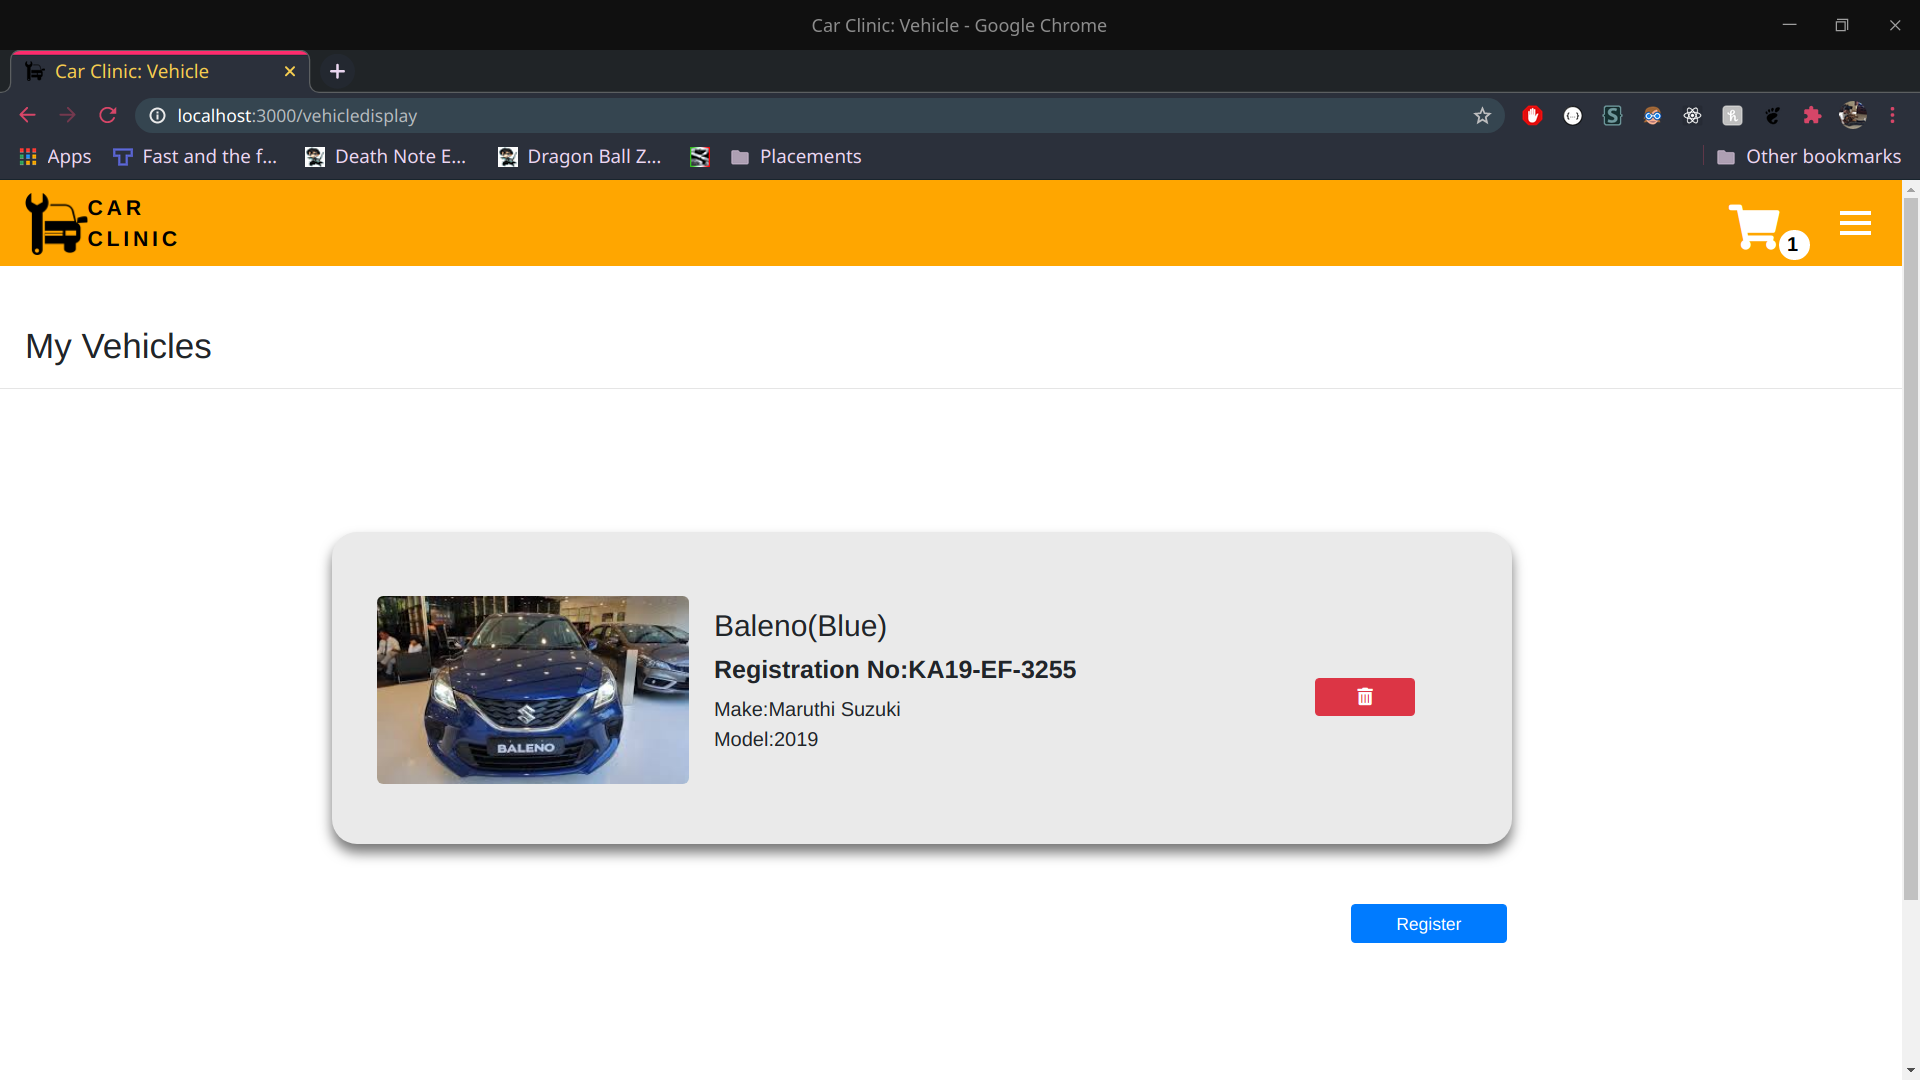 Car Clinic: Vehicle - Google Chrome
Car Clinic: Vehicle
localhost:3000/vehicledisplay
Apps
Fast and the f...
Death Note E...
Dragon Ball Z...
Placements
Other bookmarks
CAR
CLINIC
1
My Vehicles
BALENO
Baleno(Blue)
Registration No:KA19-EF-3255
Make:Maruthi Suzuki
Model:2019
Register